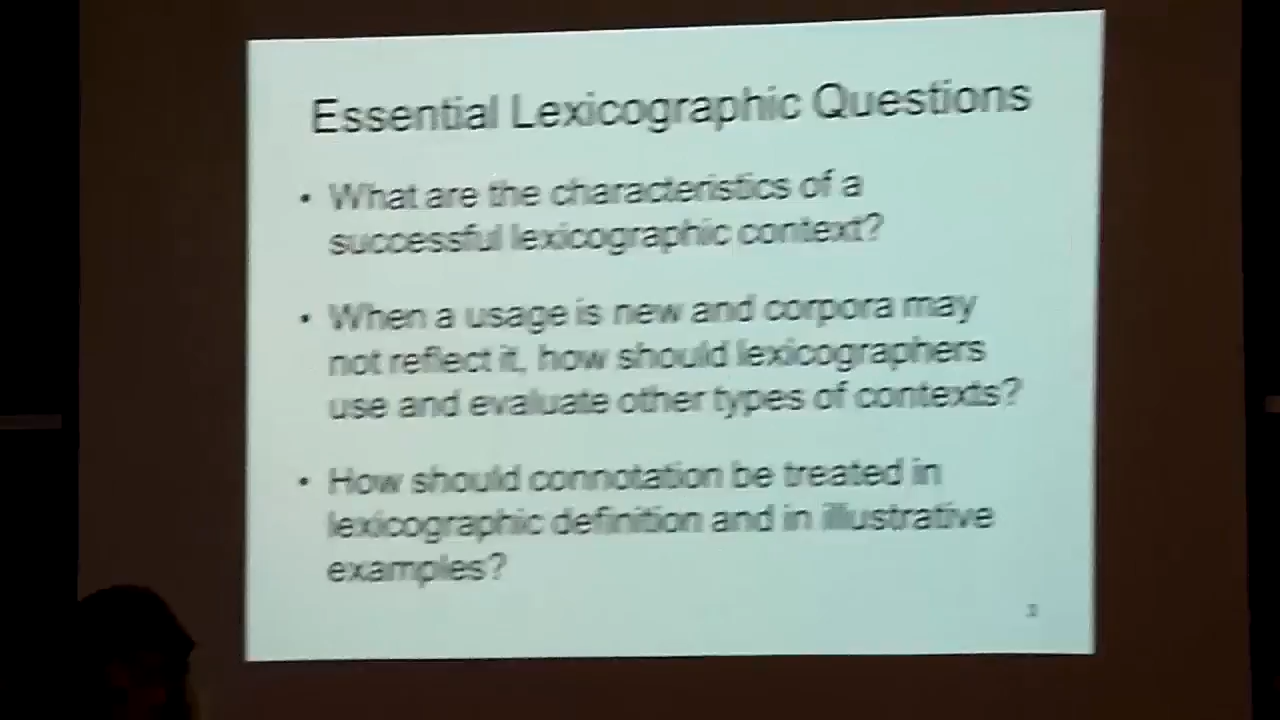 Essential Lexicographic Questions
• What are the characteristics of a
successful lexicographic context?
• When a usage is new and corpora may
not reflect it, how should lexicographers
use and evaluate other types of contexts?
• How should connotation be treated in
lexicographic definition and in illustrative
examples?